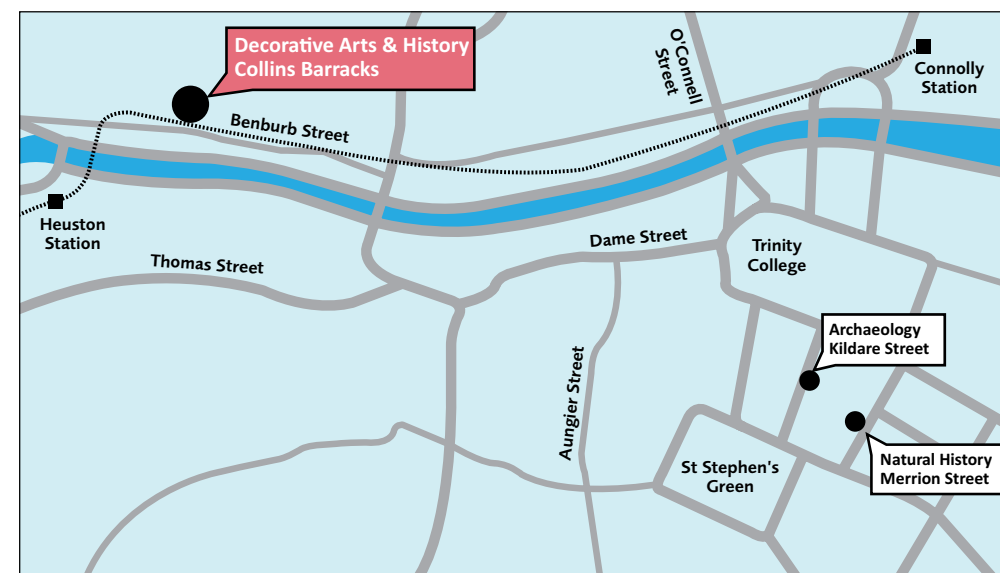 Decorative Arts & History
Collins Barracks
O'Connell
Street
Connolly
Station
Benburb Street
Heuston
Station
Thomas Street
Dame Street
Trinity
College
Archaeology
Kildare Street
Aungier Street
St Stephen's
Green
Natural History
Merrion Street